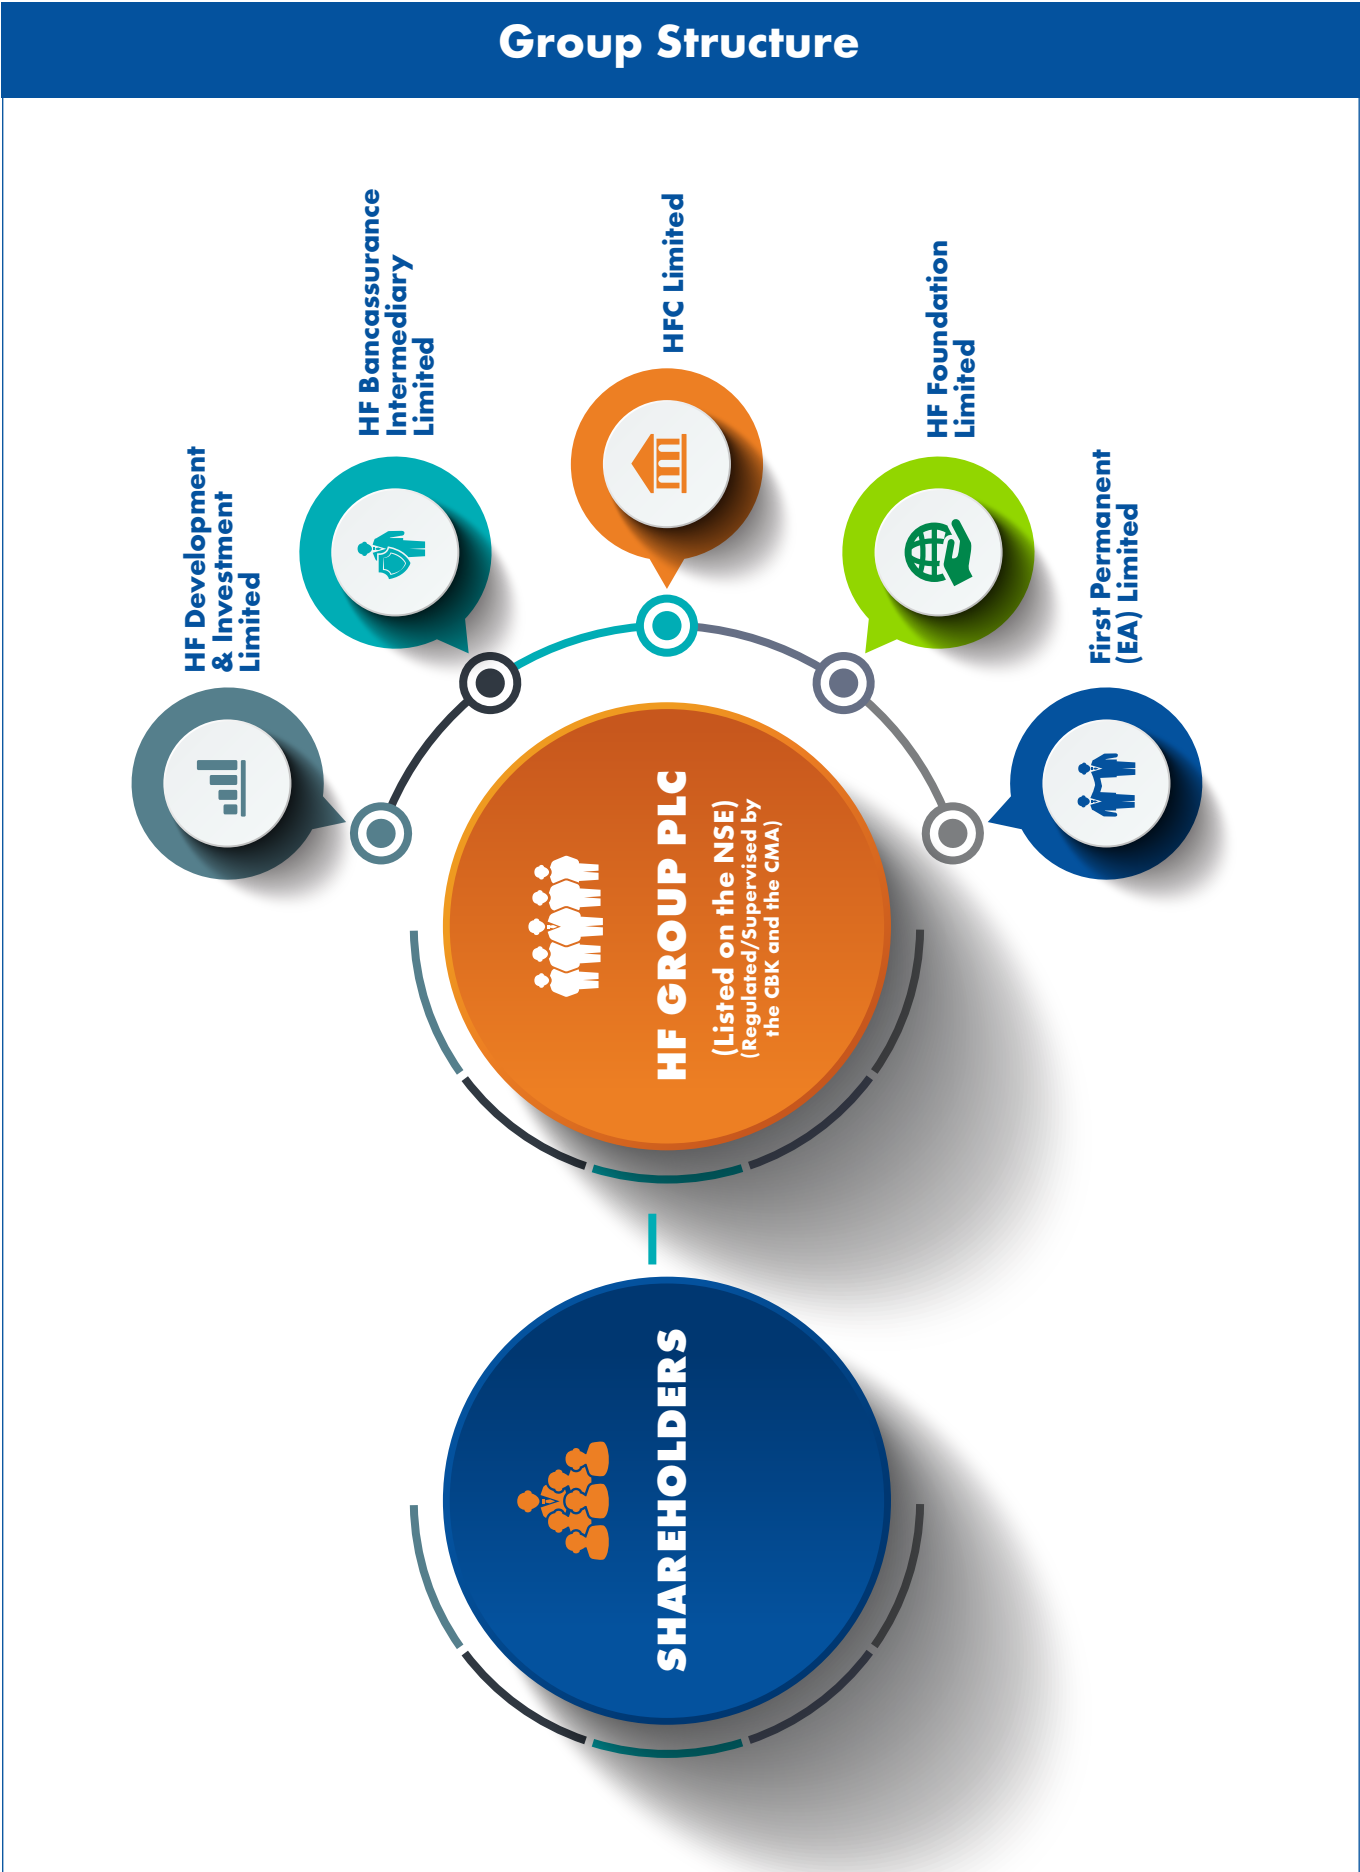 Group Structure
HF Development
& Investment
Limited
HF Bancassurance
Intermediary
Limited
HFC Limited
HF Foundation
Limited
First Permanent
(EA) Limited
HF GROUP PLC
(Listed on the NSE)
(Regulated/Supervised by
the CBK and the CMA)
SHAREHOLDERS